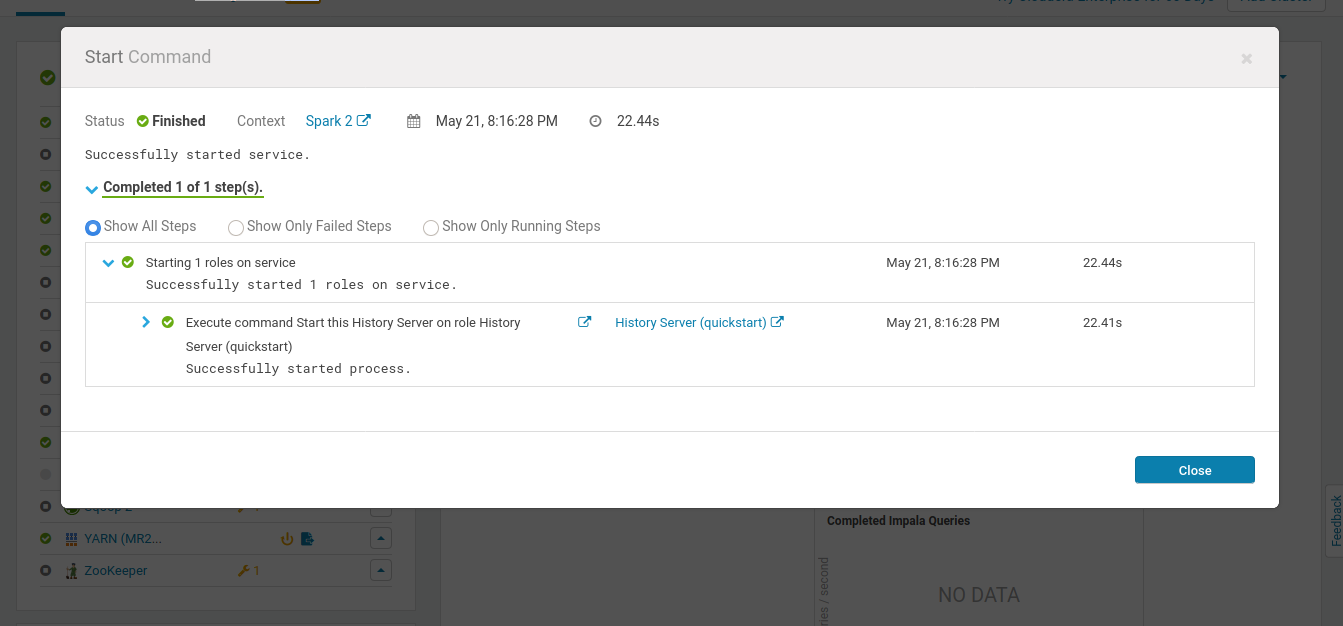 Start Command
Status Finished Context Spark 2 May 21, 8:16:28 PM 22.44s
Successfully started service.
Completed 1 of 1 step(s).
Show All Steps Show Only Failed Steps Show Only Running Steps
Starting 1 roles on service May 21, 8:16:28 PM 22.44s
Successfully started 1 roles on service.
Execute command Start this History Server on role History History Server (quickstart) May 21, 8:16:28 PM 22.41s
Server (quickstart)
Successfully started process.
Close
Feedback
Completed Impala Queries
YARN (MR2...
ZooKeeper 1
NO DATA
/ second